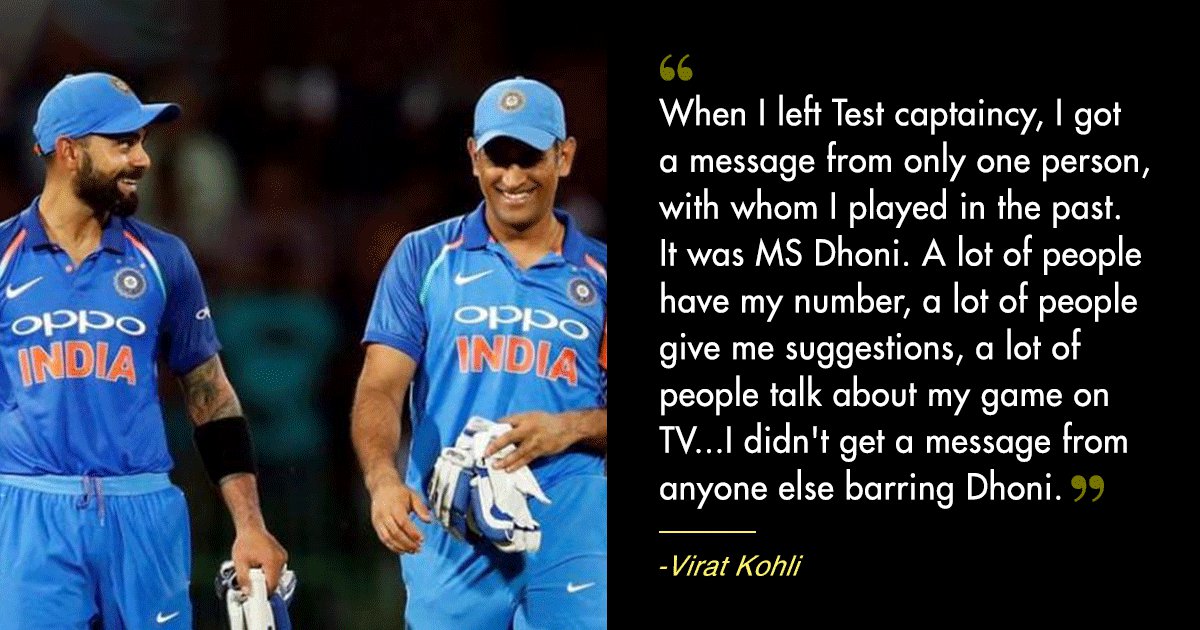 “
When I left Test captaincy, I got
a message from only one person,
with whom I played in the past.
It was MS Dhoni. A lot of people
have my number, a lot of people
give me suggestions, a lot of
people talk about my game on
TV...I didn't get a message from
anyone else barring Dhoni. ”
-Virat Kohli
oppo
INDIA
oppo
INDIA